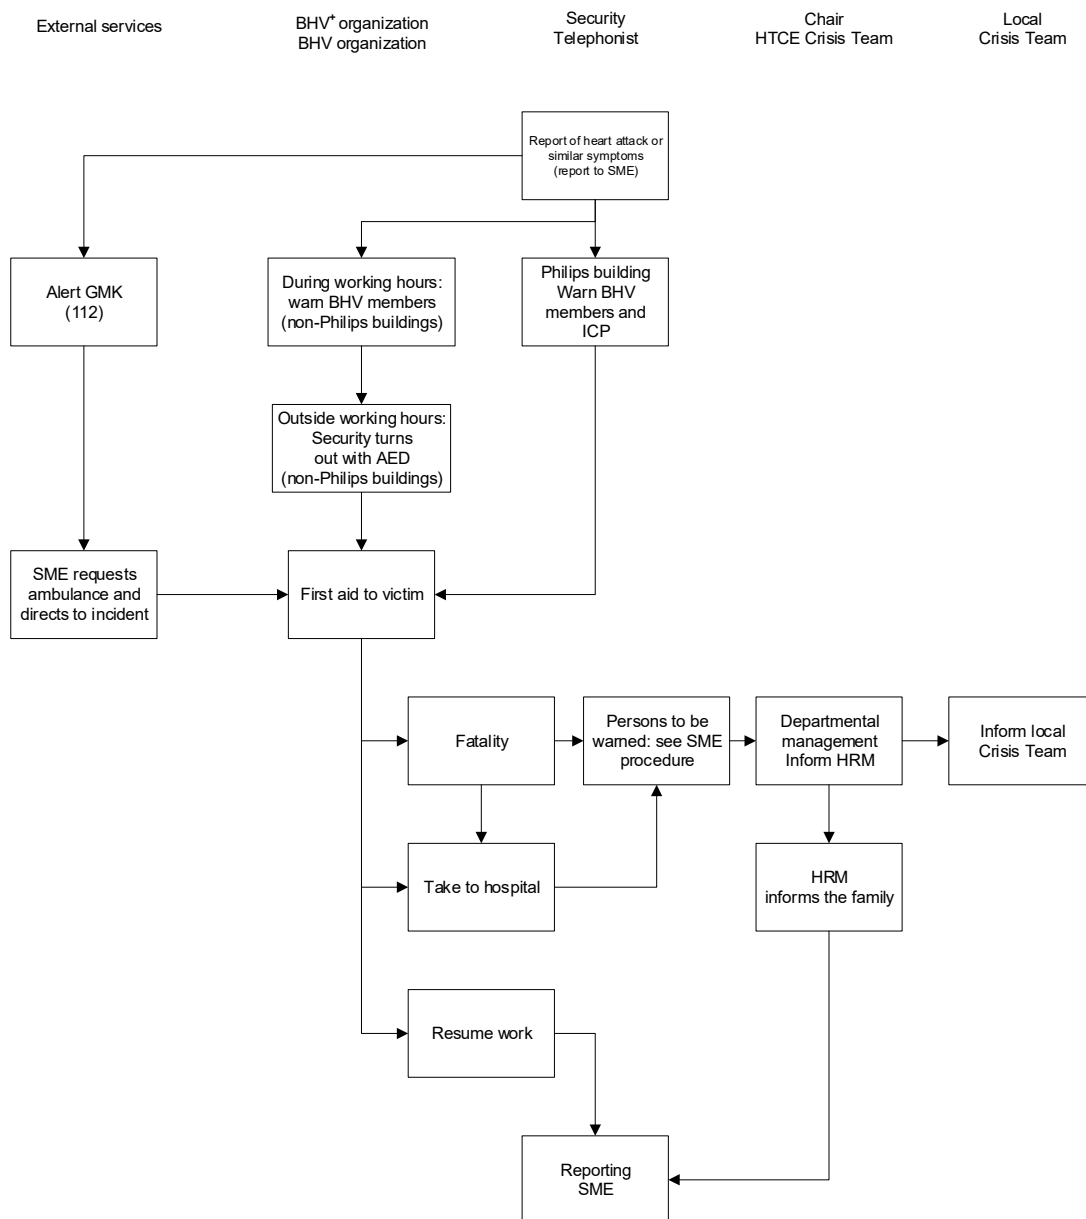 External services
BHV+ organization
BHV organization
Security
Telephonist
Chair
HTCE Crisis Team
Local
Crisis Team
Report of heart attack or
similar symptoms
(report to SME)
Alert GMK
(112)
During working hours:
warn BHV members
(non-Philips buildings)
Philips building
Warn BHV
members and
ICP
Outside working hours:
Security turns
out with AED
(non-Philips buildings)
SME requests
ambulance and
directs to incident
First aid to victim
Fatality
Persons to be
warned: see SME
procedure
Departmental
management
Inform HRM
Inform local
Crisis Team
Take to hospital
HRM
informs the family
Resume work
Reporting
SME